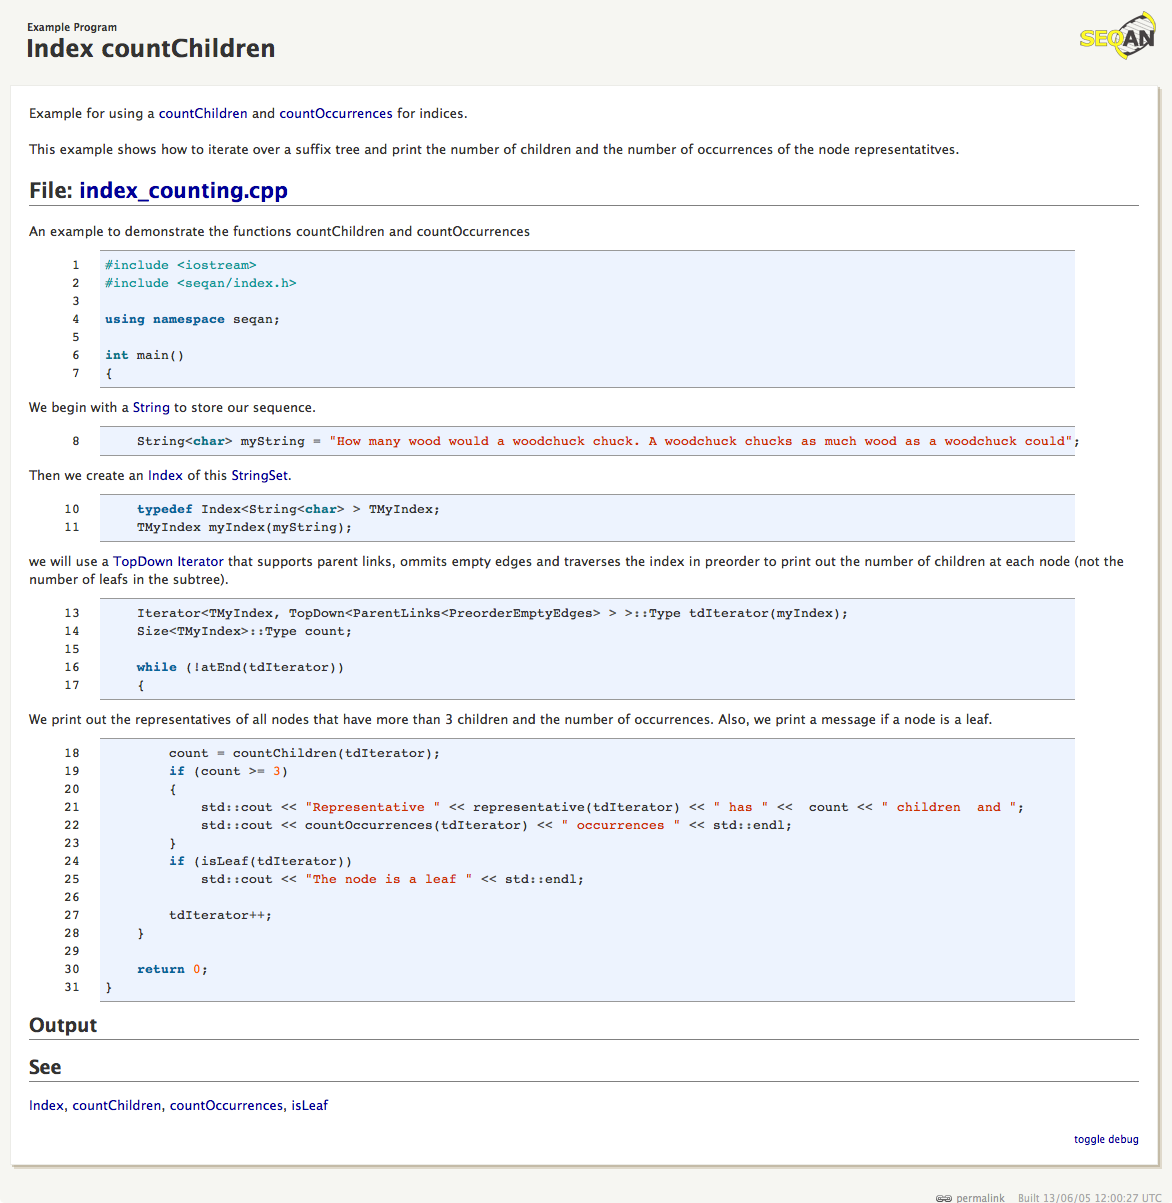 Example Program
Index countChildren
SEQAN
Example for using a countChildren and countOccurrences for indices.
This example shows how to iterate over a suffix tree and print the number of children and the number of occurrences of the node representatitves.
File: index_counting.cpp
An example to demonstrate the functions countChildren and countOccurrences
1 #include <iostream>
2 #include <seqan/index.h>
3
4 using namespace seqan;
5
6 int main()
7 {
We begin with a String to store our sequence.
8     String<char> myString = "How many wood would a woodchuck chuck. A woodchuck chucks as much wood as a woodchuck could";
Then we create an Index of this StringSet.
10     typedef Index<String<char> > TMyIndex;
11     TMyIndex myIndex(myString);
we will use a TopDown Iterator that supports parent links, ommits empty edges and traverses the index in preorder to print out the number of children at each node (not the
number of leafs in the subtree).
13     Iterator<TMyIndex, TopDown<ParentLinks<PreorderEmptyEdges> > >::Type tdIterator(myIndex);
14     Size<TMyIndex>::Type count;
15
16     while (!atEnd(tdIterator))
17     {
We print out the representatives of all nodes that have more than 3 children and the number of occurrences. Also, we print a message if a node is a leaf.
18         count = countChildren(tdIterator);
19         if (count >= 3)
20         {
21             std::cout << "Representative " << representative(tdIterator) << " has " <<  count << " children  and ";
22             std::cout << countOccurrences(tdIterator) << " occurrences " << std::endl;
23         }
24         if (isLeaf(tdIterator))
25             std::cout << "The node is a leaf " << std::endl;
26
27         tdIterator++;
28     }
29
30     return 0;
31 }
Output
See
Index, countChildren, countOccurrences, isLeaf
toggle debug
permalink Built 13/06/05 12:00:27 UTC